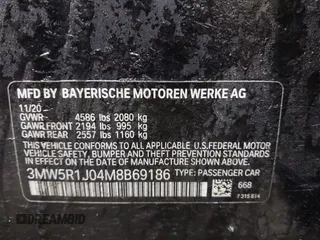 MFD BY BAYERISCHE MOTOREN WERKE AG
11/20
GVWR 4586 lbs 2080 kg
GAWR FRONT 2194 lbs 995 kg
GAWR REAR 2557 lbs 1160 kg
THIS VEHICLE CONFORMS TO ALL APPLICABLE U.S.FEDERAL MOTOR
VEHICLE SAFETY, BUMPER, AND THEFT PREVENTION STANDARDS
IN EFFECT ON THE DATE OF MANUFACTURE SHOWN ABOVE.
3MW5R1J04M8B69186 TYPE: PASSENGER CAR
668
DREAMBID